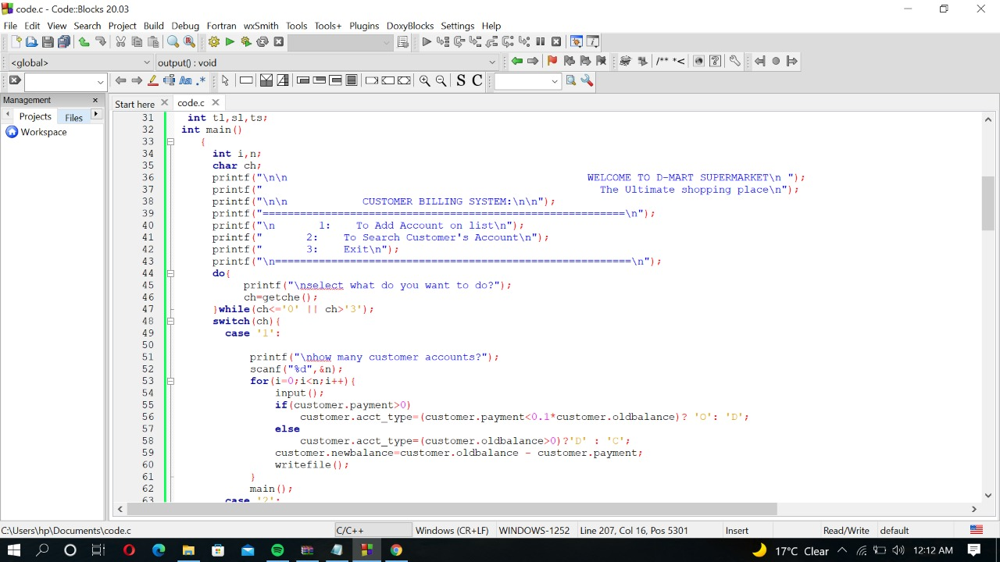 code.c - Code::Blocks 20.03
File Edit View Search Project Build Debug Fortran wxSmith Tools Tools+ Plugins DoxyBlocks Settings Help
<global> output() : void
/** *<
Aa .* S C
Management
Projects Files
Workspace
Start here code.c
31 int tl,sl,ts;
32 int main()
33 {
34 int i,n;
35 char ch;
36 printf("\n\n WELCOME TO D-MART SUPERMARKET\n ");
37 printf(" The Ultimate shopping place\n");
38 printf("\n\n CUSTOMER BILLING SYSTEM:\n\n");
39 printf("==========================================================\n");
40 printf("\n 1: To Add Account on list\n");
41 printf(" 2: To Search Customer's Account\n");
42 printf(" 3: Exit\n");
43 printf("\n=========================================================\n");
44 do{
45 printf("\nselect what do you want to do?");
46 ch=getche();
47 }while(ch<='0' || ch>'3');
48 switch(ch){
49 case '1':
50
51 printf("\nhow many customer accounts?");
52 scanf("%d",&n);
53 for(i=0;i<n;i++){
54 input();
55 if(customer.payment>0)
56 customer.acct_type=(customer.payment<0.1*customer.oldbalance)? 'O': 'D';
57 else
58 customer.acct_type=(customer.oldbalance>0)?'D' : 'C';
59 customer.newbalance=customer.oldbalance - customer.payment;
60 writefile();
61 }
62 main();
63 case '2':
C:\Users\hp\Documents\code.c C/C++ Windows (CR+LF) WINDOWS-1252 Line 207, Col 16, Pos 5301 Insert Read/Write default
17°C Clear 12:12 AM